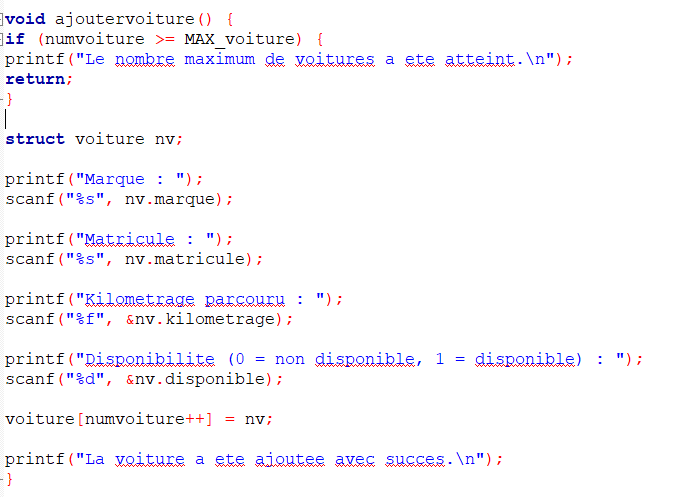 void ajoutervoiture() {
if (numvoiture >= MAX_voiture) {
printf("Le nombre maximum de voitures a ete atteint.\n");
return;
}
struct voiture nv;
printf("Marque : ");
scanf("%s", nv.marque);
printf("Matricule : ");
scanf("%s", nv.matricule);
printf("Kilometrage parcouru : ");
scanf("%f", &nv.kilometrage);
printf("Disponibilite (0 = non disponible, 1 = disponible) : ");
scanf("%d", &nv.disponible);
voiture[numvoiture++] = nv;
printf("La voiture a ete ajoutee avec succes.\n");
}